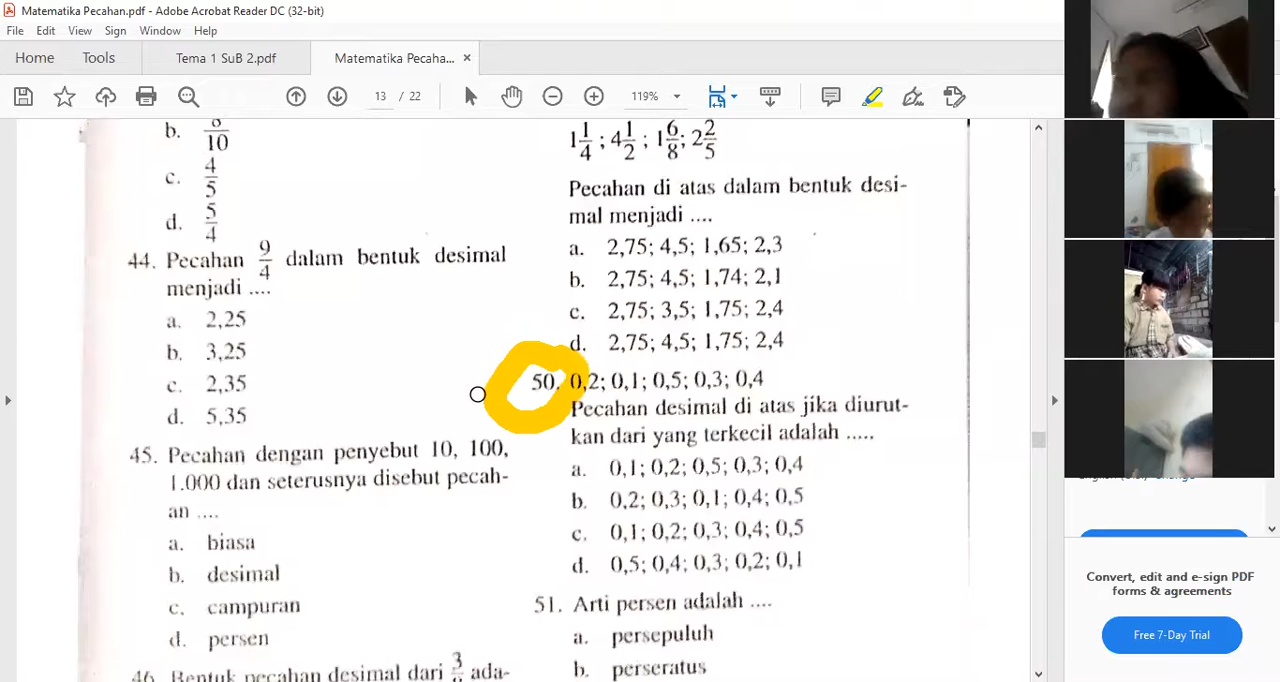 Matematika Pecahan.pdf - Adobe Acrobat Reader DC (32-bit)
File Edit View Sign Window Help
Home Tools Tema 1 SuB 2.pdf Matematika Pecaha... ×
13 / 22 119%
b. 10
c. 4/5
d. 5/4
44. Pecahan 9/4 dalam bentuk desimal
menjadi ....
a. 2,25
b. 3,25
c. 2,35
d. 5,35
45. Pecahan dengan penyebut 10, 100,
1.000 dan seterusnya disebut pecah-
an ....
a. biasa
b. desimal
c. campuran
d. persen
46. Bentuk pecahan desimal dari 3 ada-
1 1/4 ; 4 1/2 ; 1 6/8 ; 2 2/5
Pecahan di atas dalam bentuk desi-
mal menjadi ....
a. 2,75; 4,5; 1,65; 2,3
b. 2,75; 4,5; 1,74; 2,1
c. 2,75; 3,5; 1,75; 2,4
d. 2,75; 4,5; 1,75; 2,4
50. 0,2; 0,1; 0,5; 0,3; 0,4
Pecahan desimal di atas jika diurut-
kan dari yang terkecil adalah .....
a. 0,1; 0,2; 0,5; 0,3; 0,4
b. 0,2; 0,3; 0,1; 0,4; 0,5
c. 0,1; 0,2; 0,3; 0,4; 0,5
d. 0,5; 0,4; 0,3; 0,2; 0,1
51. Arti persen adalah ....
a. persepuluh
b. perseratus
Convert, edit and e-sign PDF
forms & agreements
Free 7-Day Trial